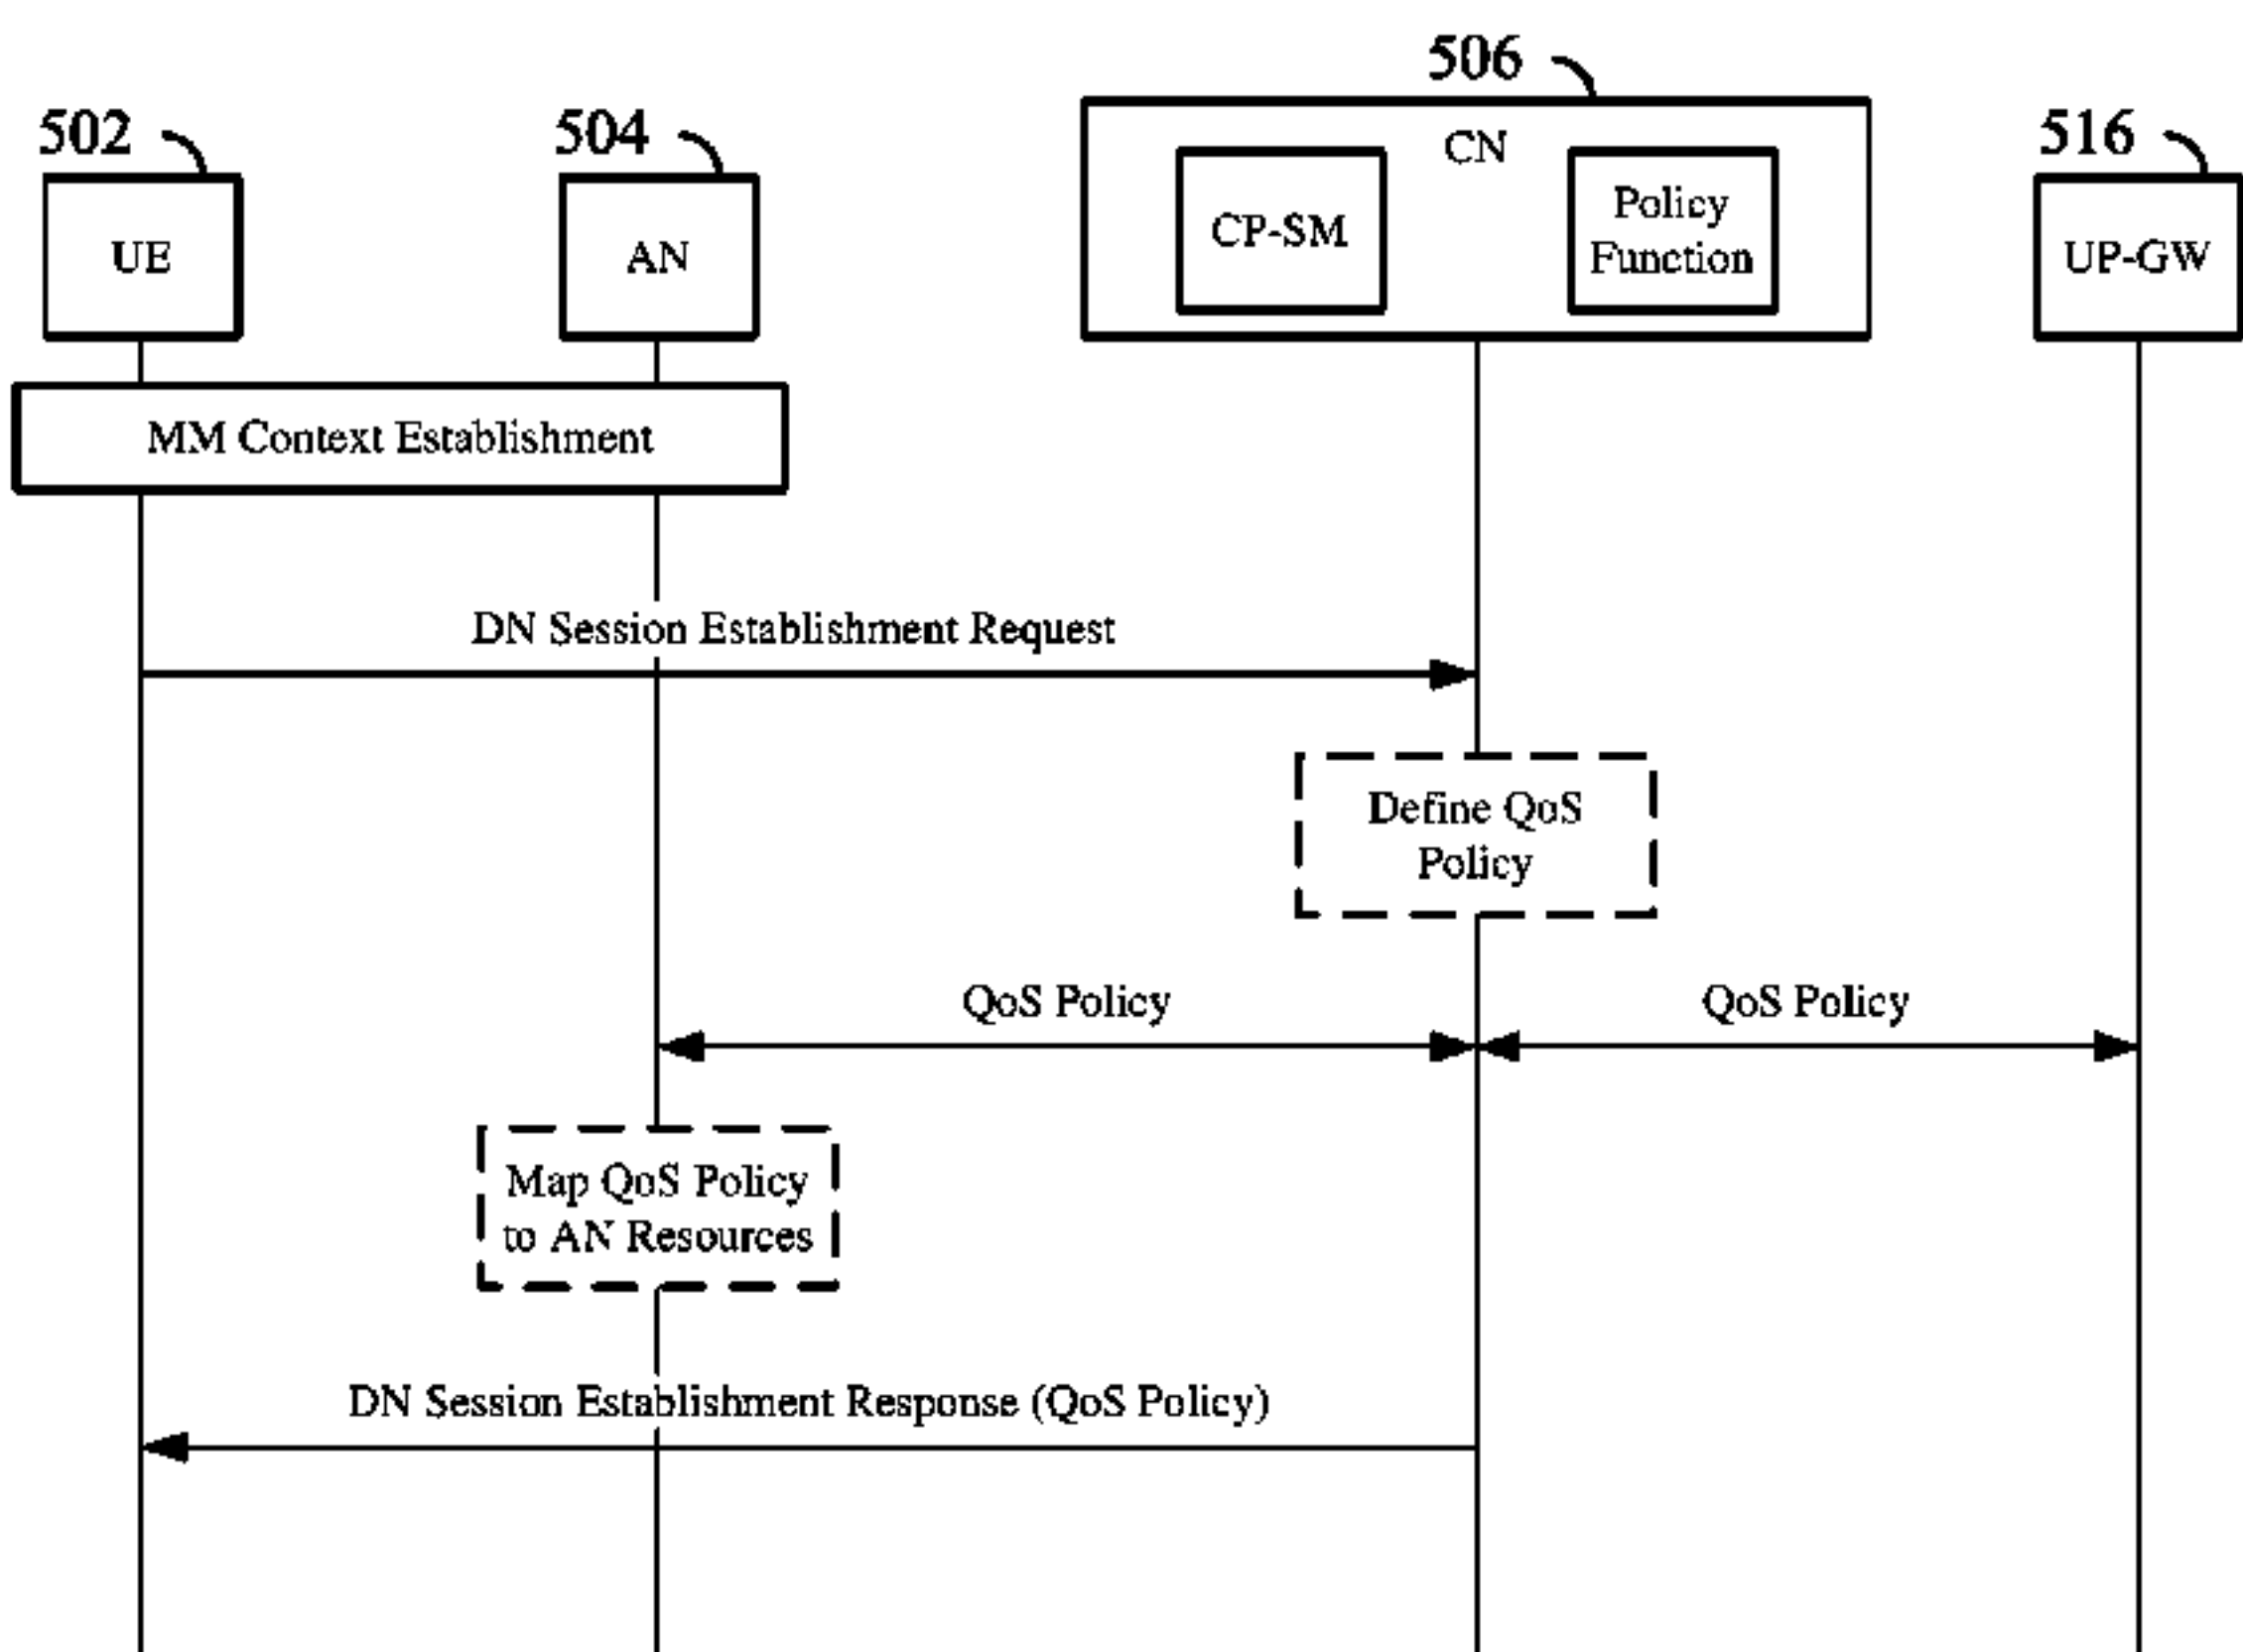 506
502
504
516
CN
UE
AN
CP-SM
Policy
Function
UP-GW
MM Context Establishment
DN Session Establishment Request
Define QoS
Policy
QoS Policy
QoS Policy
Map QoS Policy
to AN Resources
DN Session Establishment Response (QoS Policy)